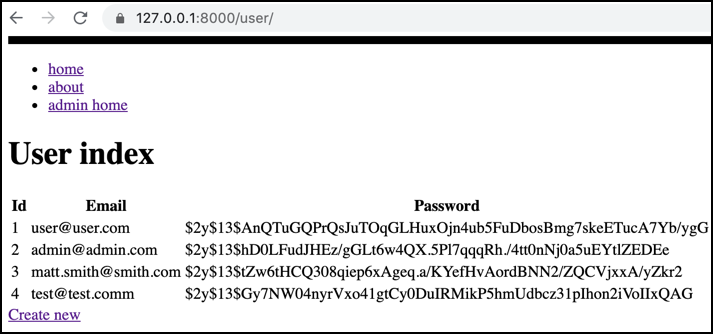 127.0.0.1:8000/user/
home
about
admin home
User index
Id Email Password
1 user@user.com $2y$13$AnQTuGQPrQsJuTOqGLHuxOjn4ub5FuDbosBmg7skeETucA7Yb/ygG
2 admin@admin.com $2y$13$hD0LFudJHEz/gGLt6w4QX.5Pl7qqqRh./4tt0nNj0a5uEYtlZEDEe
3 matt.smith@smith.com $2y$13$tZw6tHCQ308qiep6xAgeq.a/KYefHvAordBNN2/ZQCVjxxA/yZkr2
4 test@test.comm $2y$13$Gy7NW04nyrVxo41gtCy0DuIRMikP5hmUdbcz31pIhon2iVoIIxQAG
Create new